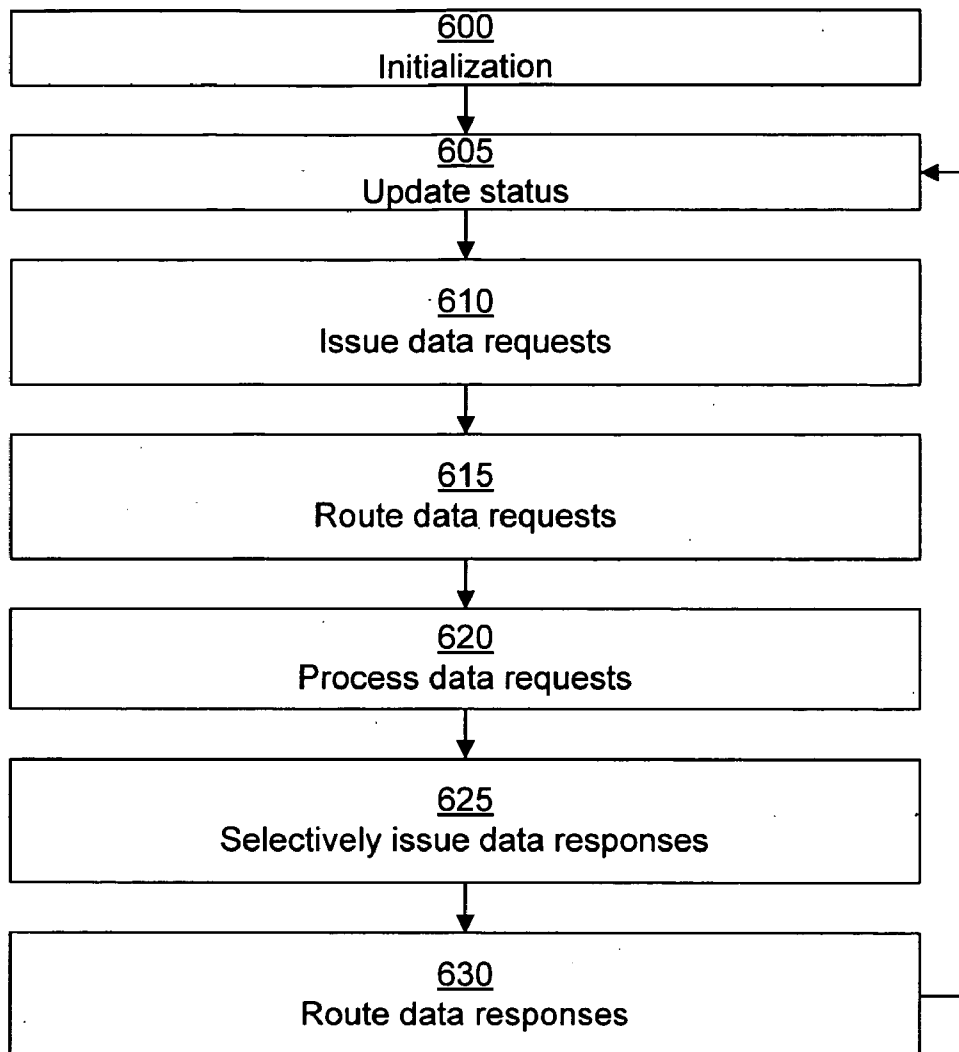 600
Initialization
605
Update status
610
Issue data requests
615
Route data requests
620
Process data requests
625
Selectively issue data responses
630
Route data responses